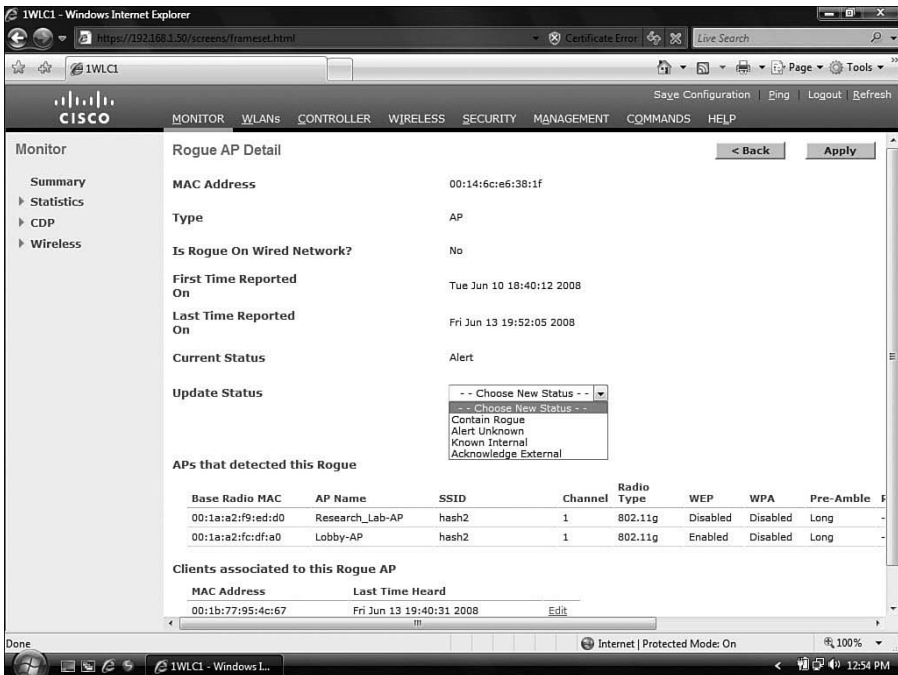 1WLC1 - Windows Internet Explorer
https://192.168.1.50/screens/frameset.html Certificate Error Live Search
1WLC1 Page Tools
Save Configuration | Ping | Logout | Refresh
CISCO MONITOR WLANs CONTROLLER WIRELESS SECURITY MANAGEMENT COMMANDS HELP
Monitor
Summary
Statistics
CDP
Wireless
Rogue AP Detail < Back Apply
MAC Address 00:14:6c:e6:38:1f
Type AP
Is Rogue On Wired Network? No
First Time Reported
On Tue Jun 10 18:40:12 2008
Last Time Reported
On Fri Jun 13 19:52:05 2008
Current Status Alert
Update Status - - Choose New Status - -
- - Choose New Status - -
Contain Rogue
Alert Unknown
Known Internal
Acknowledge External
APs that detected this Rogue
Base Radio MAC AP Name SSID Channel Radio Type WEP WPA Pre-Amble
00:1a:a2:f9:ed:d0 Research_Lab-AP hash2 1 802.11g Disabled Disabled Long
00:1a:a2:fc:df:a0 Lobby-AP hash2 1 802.11g Enabled Disabled Long
Clients associated to this Rogue AP
MAC Address Last Time Heard
00:1b:77:95:4c:67 Fri Jun 13 19:40:31 2008 Edit
Done Internet | Protected Mode: On 100%
1WLC1 - Windows I... 12:54 PM